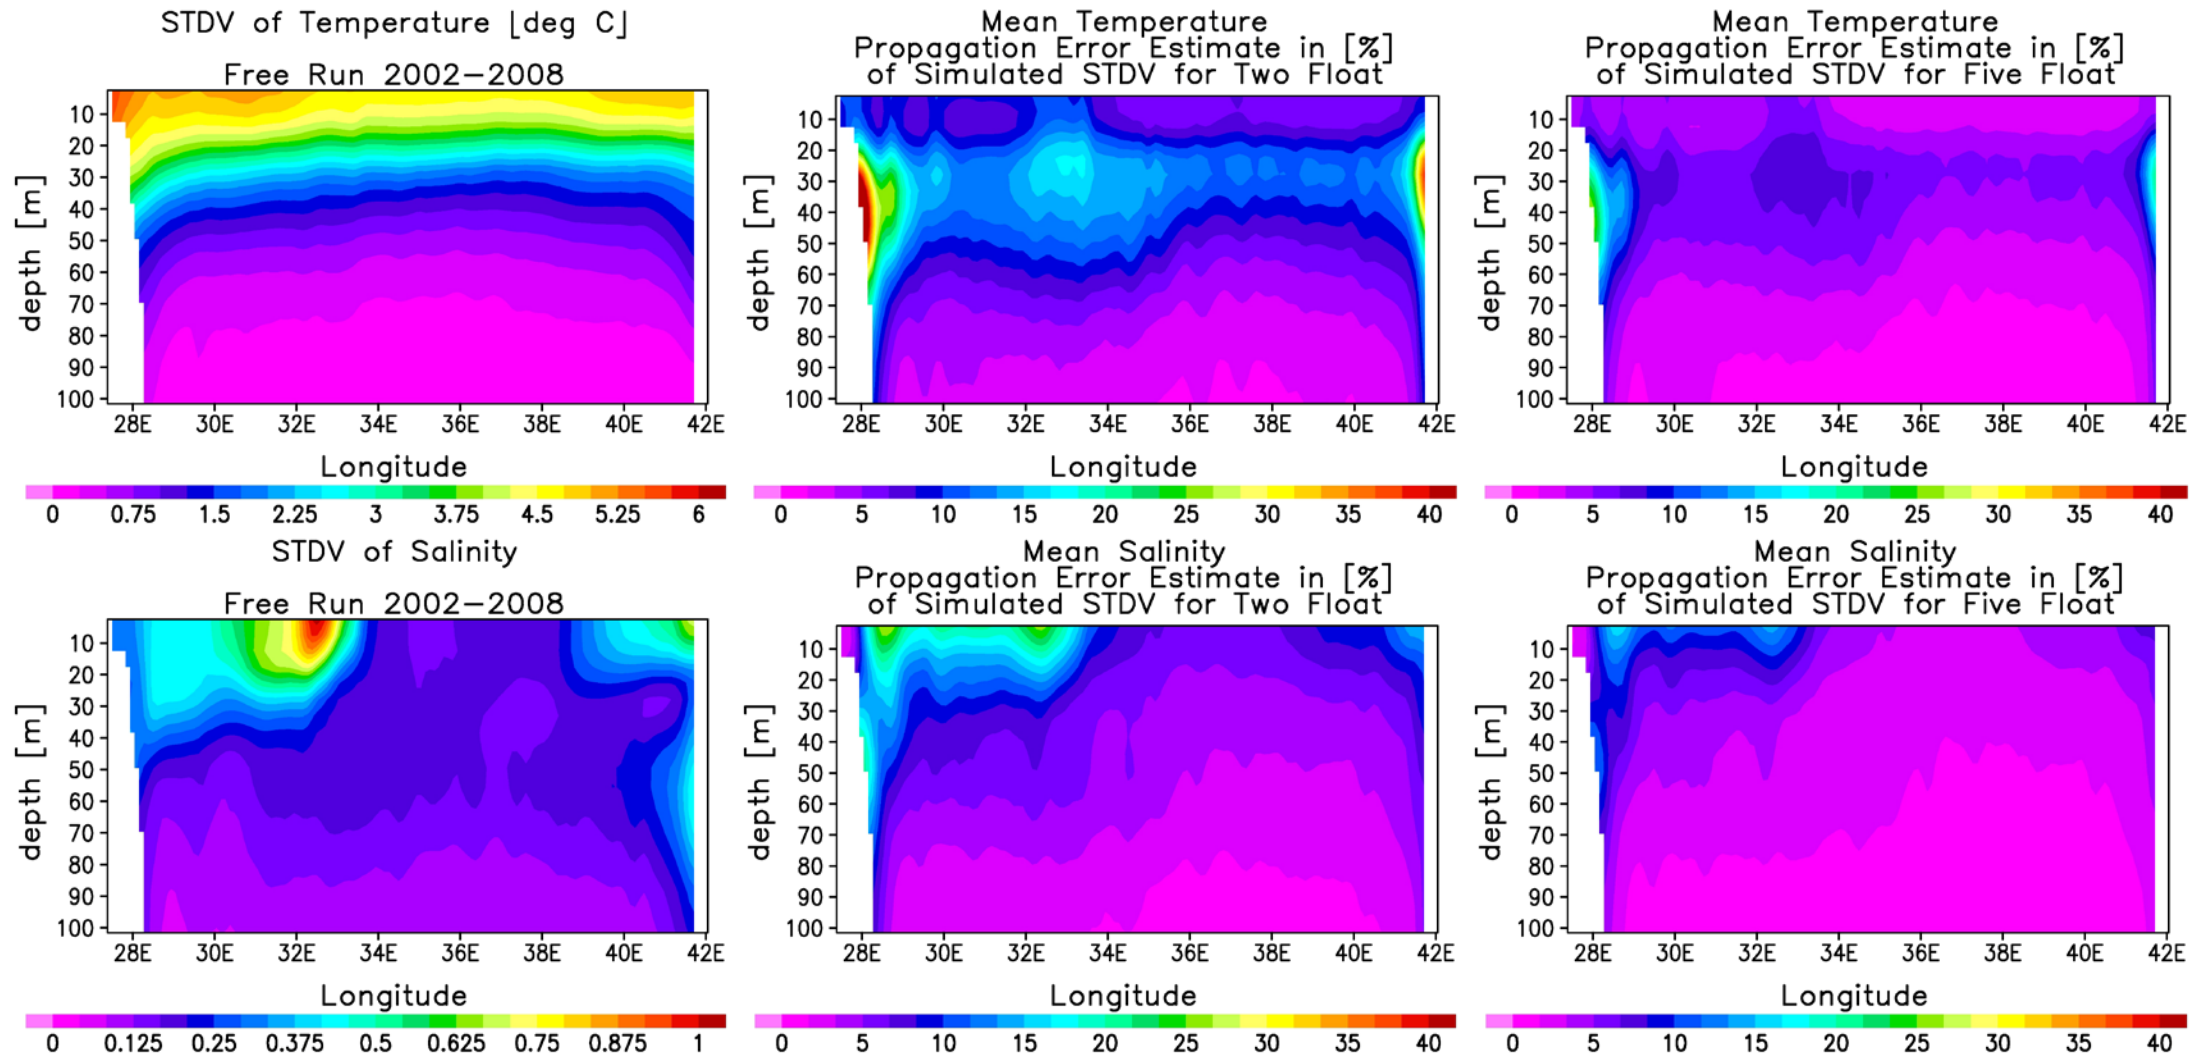 STDV of Temperature [deg C]
Free Run 2002–2008
10
20
30
40
50
60
70
80
90
100
depth [m]
28E 30E 32E 34E 36E 38E 40E 42E
Longitude
0 0.75 1.5 2.25 3 3.75 4.5 5.25 6
Mean Temperature
Propagation Error Estimate in [%]
of Simulated STDV for Two Float
10
20
30
40
50
60
70
80
90
100
depth [m]
28E 30E 32E 34E 36E 38E 40E 42E
Longitude
0 5 10 15 20 25 30 35 40
Mean Temperature
Propagation Error Estimate in [%]
of Simulated STDV for Five Float
10
20
30
40
50
60
70
80
90
100
depth [m]
28E 30E 32E 34E 36E 38E 40E 42E
Longitude
0 5 10 15 20 25 30 35 40
STDV of Salinity
Free Run 2002–2008
10
20
30
40
50
60
70
80
90
100
depth [m]
28E 30E 32E 34E 36E 38E 40E 42E
Longitude
0 0.125 0.25 0.375 0.5 0.625 0.75 0.875 1
Mean Salinity
Propagation Error Estimate in [%]
of Simulated STDV for Two Float
10
20
30
40
50
60
70
80
90
100
depth [m]
28E 30E 32E 34E 36E 38E 40E 42E
Longitude
0 5 10 15 20 25 30 35 40
Mean Salinity
Propagation Error Estimate in [%]
of Simulated STDV for Five Float
10
20
30
40
50
60
70
80
90
100
depth [m]
28E 30E 32E 34E 36E 38E 40E 42E
Longitude
0 5 10 15 20 25 30 35 40